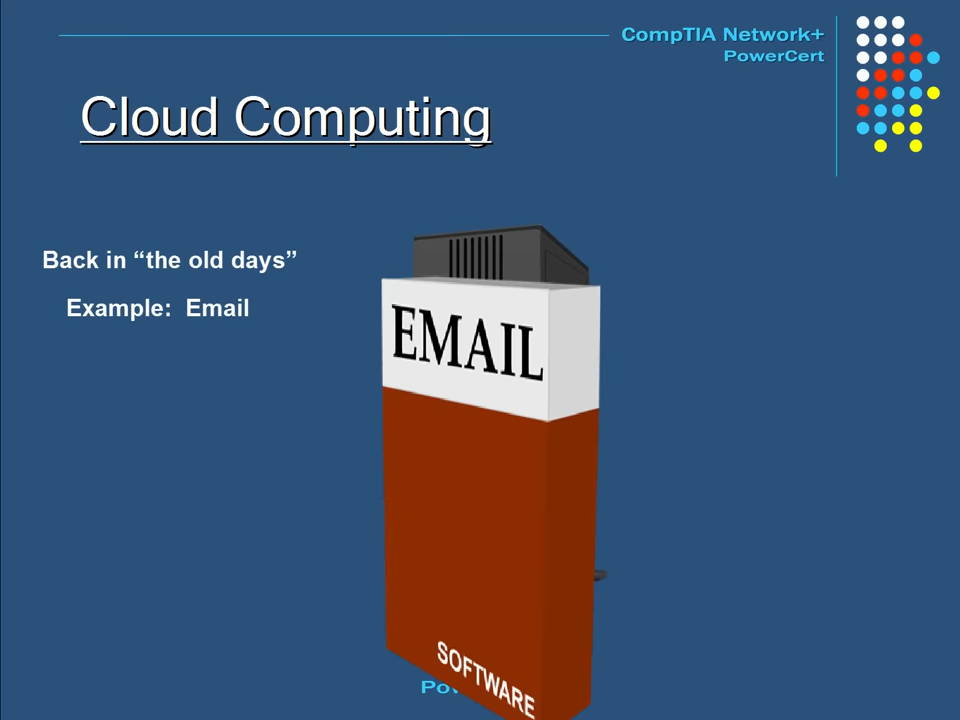 CompTIA Network+
PowerCert
Cloud Computing
Back in “the old days”
Example: Email
EMAIL
SOFTWARE